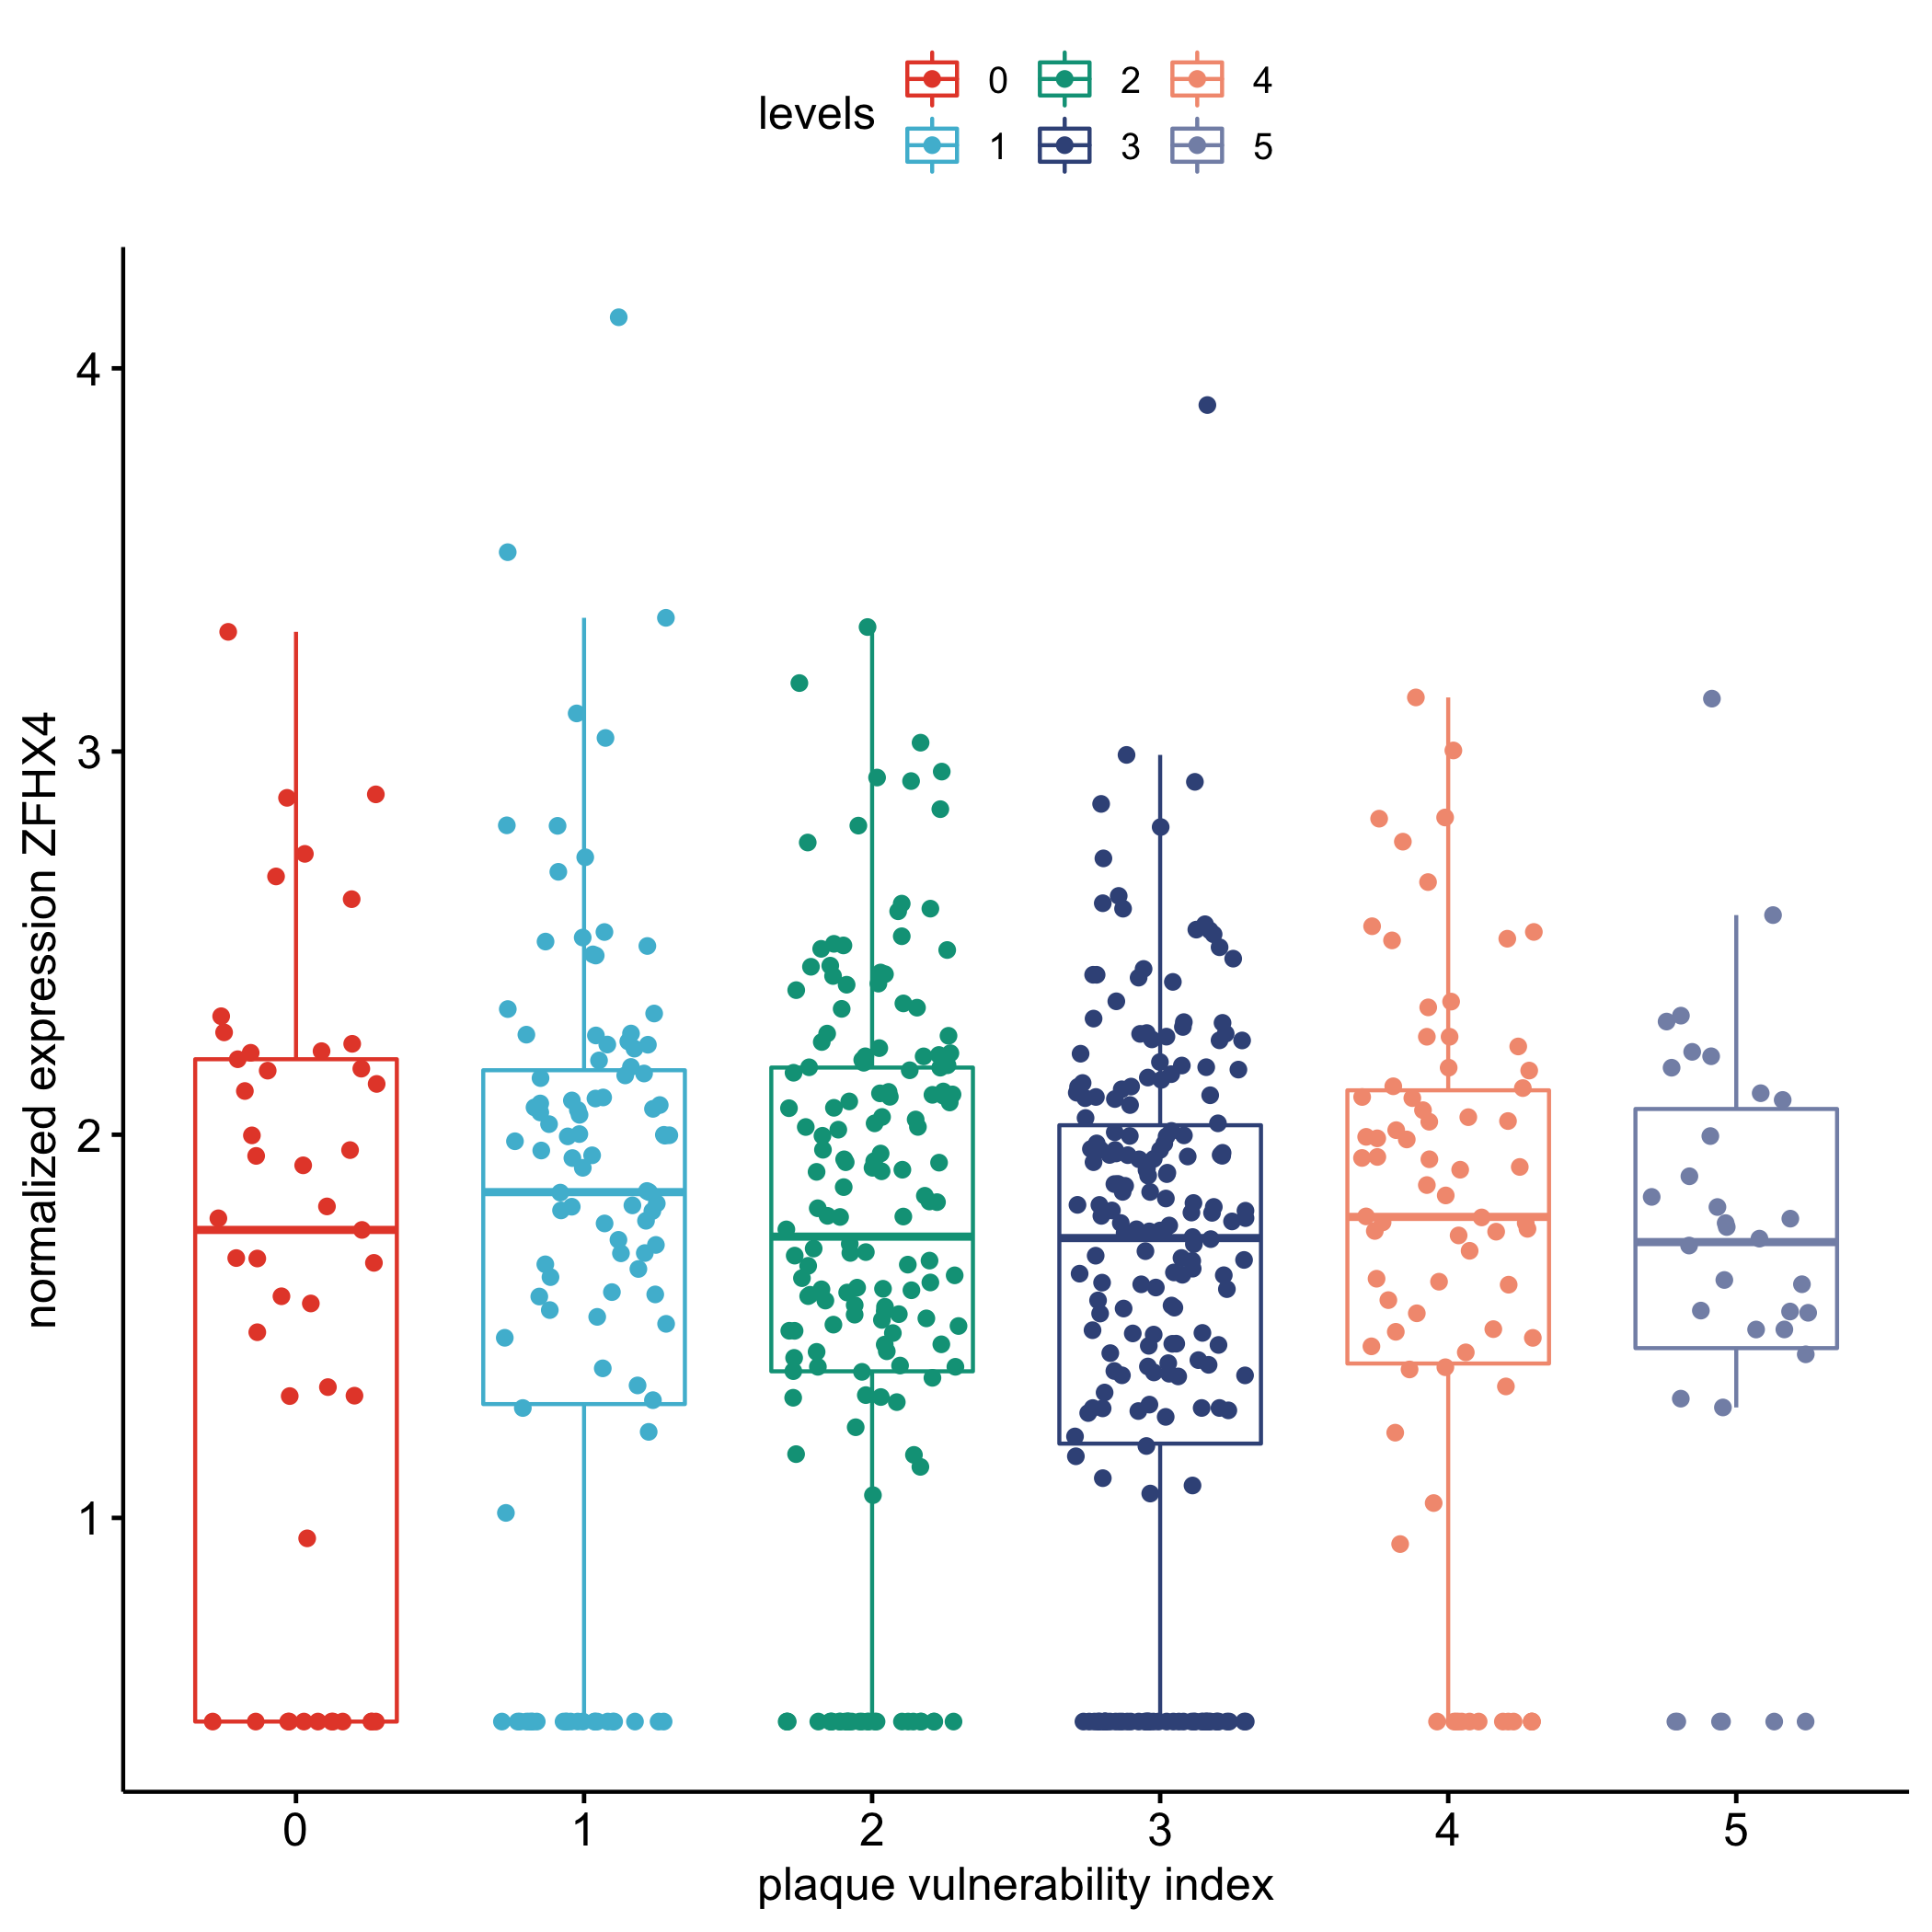 levels
0 2 4
1 3 5
normalized expression ZFHX4
4
3
2
1
0 1 2 3 4 5
plaque vulnerability index